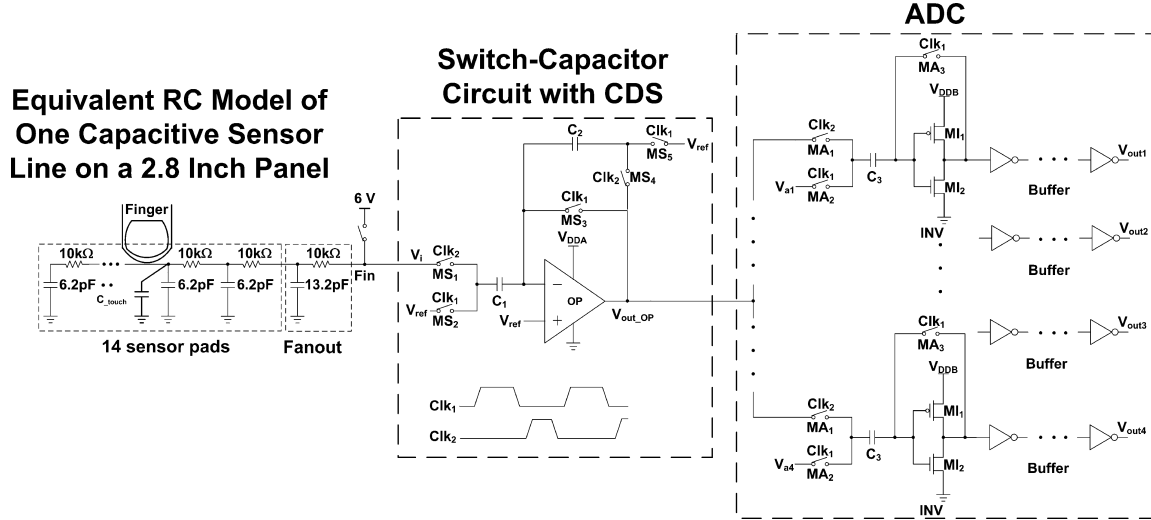 ADC
Switch-Capacitor
Circuit with CDS
Equivalent RC Model of
One Capacitive Sensor
Line on a 2.8 Inch Panel
Finger
10kΩ
10kΩ
10kΩ
10kΩ
6.2pF
C_touch
6.2pF
6.2pF
13.2pF
14 sensor pads
Fanout
6 V
Fin
Vi
Clk2
MS1
Vref
Clk1
MS2
C1
Vref
C2
Clk1
MS5
Vref
Clk2
MS4
Clk1
MS3
VDDA
OP
Vout_OP
Clk1
Clk2
Clk1
MA3
VDDB
Clk2
MA1
Va1
Clk1
MA2
C3
MI1
MI2
INV
Buffer
Vout1
Vout2
Buffer
Vout3
Buffer
Clk1
MA3
VDDB
Clk2
MA1
Va4
Clk1
MA2
C3
MI1
MI2
INV
Buffer
Vout4